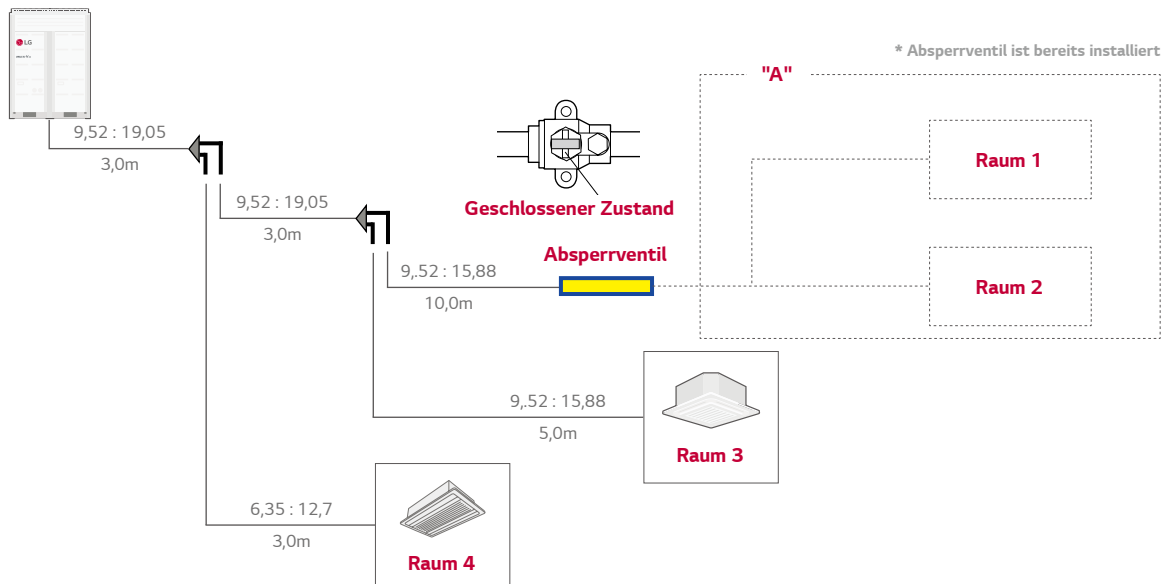 LG
* Absperrventil ist bereits installiert
"A"
9,52 : 19,05
3,0m
Raum 1
9,52 : 19,05
3,0m
Geschlossener Zustand
Absperrventil
9,.52 : 15,88
10,0m
Raum 2
9,.52 : 15,88
5,0m
Raum 3
6,35 : 12,7
3,0m
Raum 4